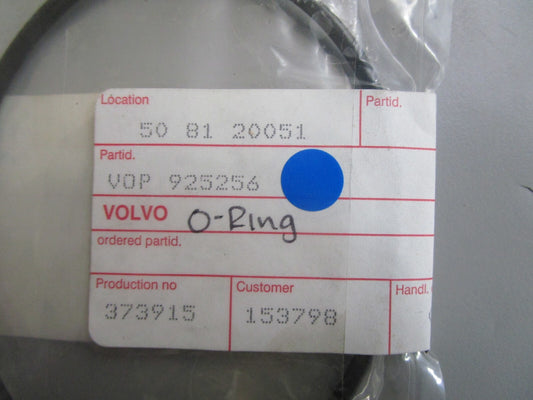 Location Partid.
50 81 20051
Partid.
VOP 925256
VOLVO O-Ring
ordered partid.
Production no Customer Handl.
373915 153798